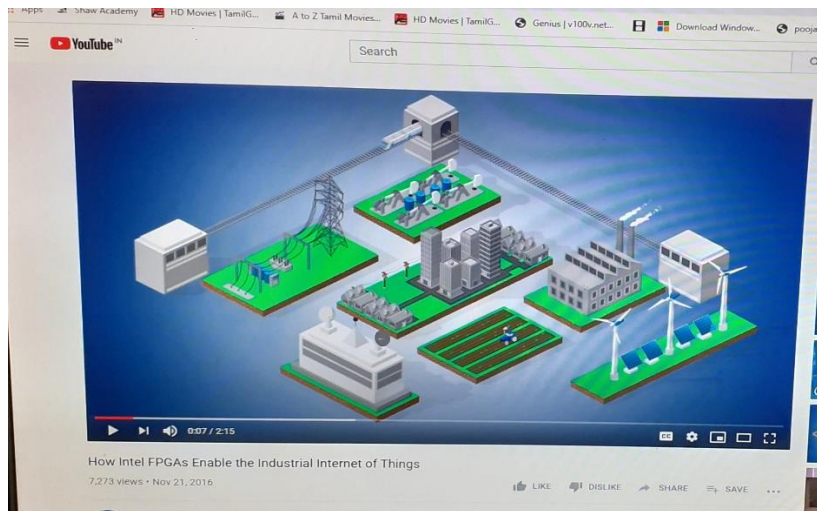 Apps Shaw Academy HD Movies | TamilG... A to Z Tamil Movies... HD Movies | TamilG... Genius | v100v.net... Download Window... pooja
YouTube IN
Search
0:07 / 2:15
CC
How Intel FPGAs Enable the Industrial Internet of Things
7,273 views • Nov 21, 2016
LIKE DISLIKE SHARE SAVE